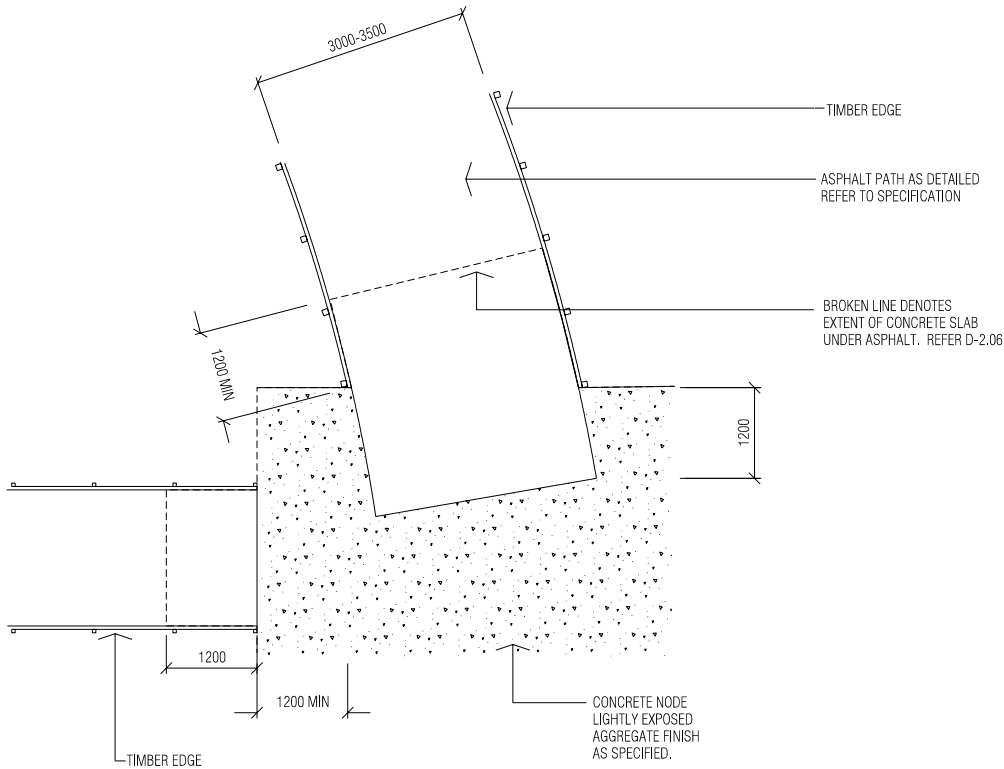 3000-3500
TIMBER EDGE
ASPHALT PATH AS DETAILED
REFER TO SPECIFICATION
BROKEN LINE DENOTES
EXTENT OF CONCRETE SLAB
UNDER ASPHALT. REFER D-2.06
1200 MIN
1200
1200
1200 MIN
CONCRETE NODE
LIGHTLY EXPOSED
AGGREGATE FINISH
AS SPECIFIED.
TIMBER EDGE